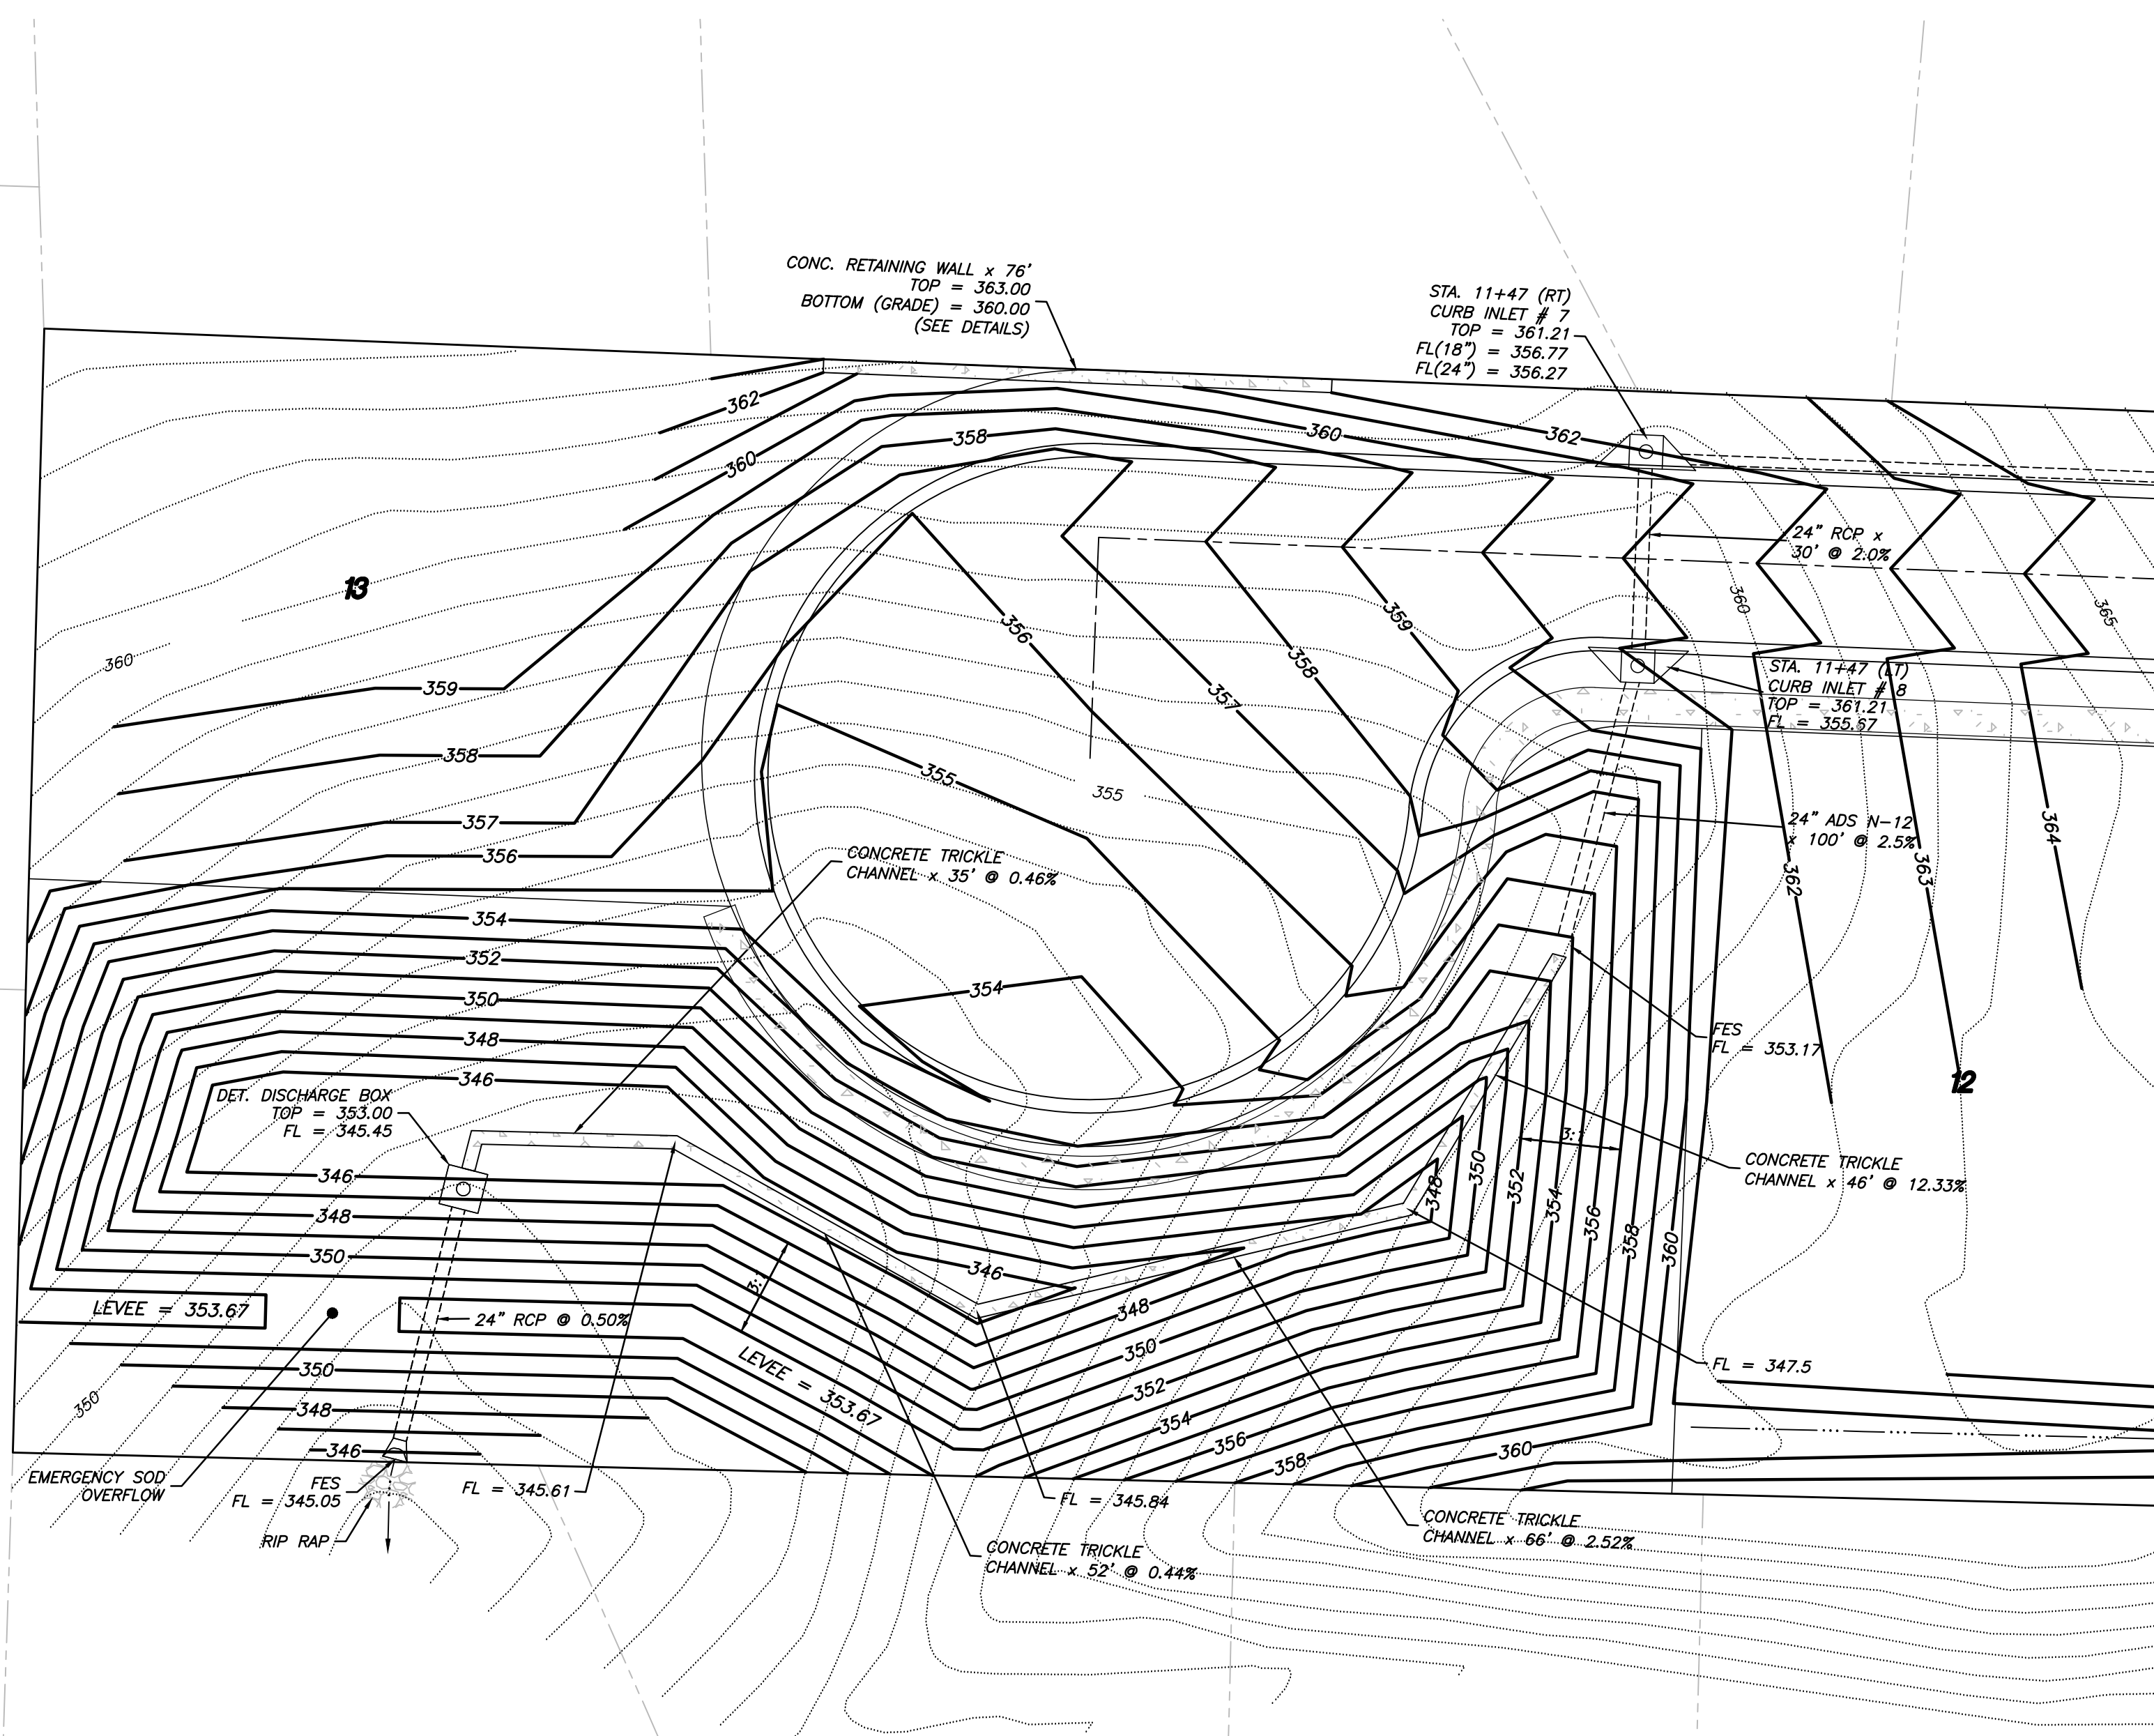 CONC. RETAINING WALL x 76'
TOP = 363.00
BOTTOM (GRADE) = 360.00
(SEE DETAILS)
STA. 11+47 (RT)
CURB INLET # 7
TOP = 361.21
FL(18") = 356.77
FL(24") = 356.27
362
358
360
362
360
24" RCP x
30' @ 2.0%
13
360
359
358
357
356
360
365
356
359
358
357
355
355
STA. 11+47 (LT)
CURB INLET # 8
TOP = 361.21
FL = 355.67
24" ADS N-12
x 100' @ 2.5%
362
363
364
CONCRETE TRICKLE
CHANNEL x 35' @ 0.46%
354
352
350
348
346
354
FES
FL = 353.17
12
DET. DISCHARGE BOX
TOP = 353.00
FL = 345.45
346
348
350
3:1
CONCRETE TRICKLE
CHANNEL x 46' @ 12.33%
348
350
352
354
356
358
360
346
3:1
LEVEE = 353.67
24" RCP @ 0.50%
LEVEE = 353.67
348
350
352
354
356
358
360
FL = 347.5
350
350
348
346
EMERGENCY SOD
OVERFLOW
FES
FL = 345.05
RIP RAP
FL = 345.61
FL = 345.84
CONCRETE TRICKLE
CHANNEL x 52' @ 0.44%
CONCRETE TRICKLE
CHANNEL x 66' @ 2.52%